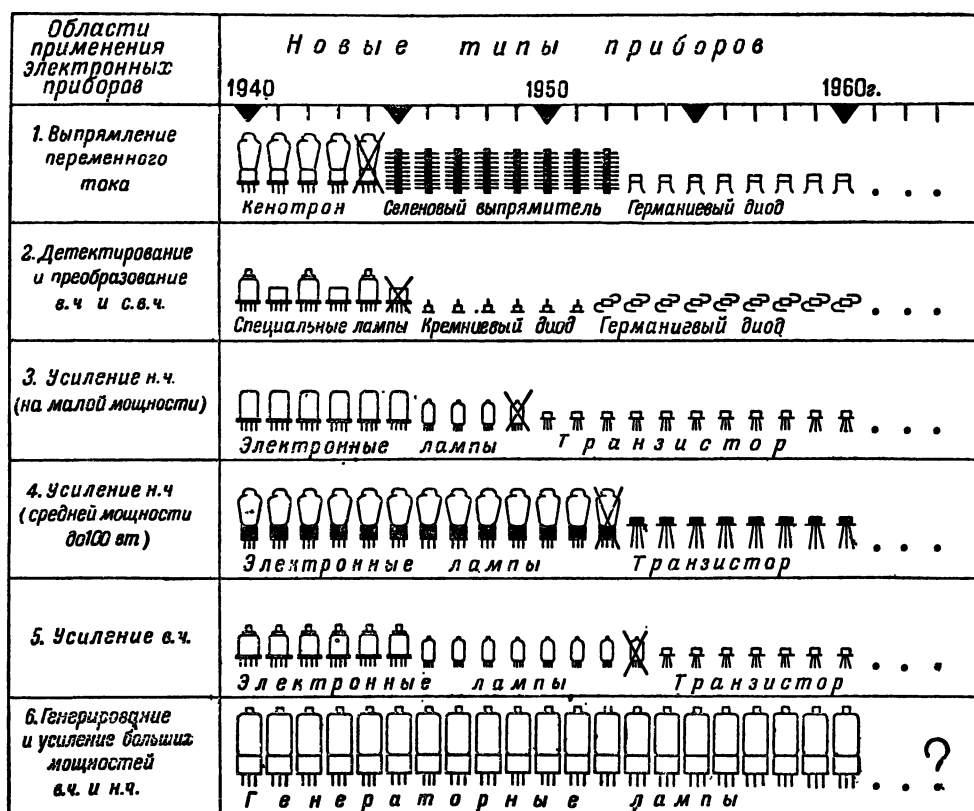 Области
применения
электронных
приборов
Новые типы приборов
1940 1950 1960г.
1. Выпрямление
переменного
тока
Кенотрон Селеновый выпрямитель Германиевый диод
2. Детектирование
и преобразование
в.ч и с.в.ч.
Специальные лампы Кремниевый диод Германиевый диод
3. Усиление н.ч.
(на малой мощности)
Электронные лампы Транзистор
4. Усиление н.ч
(средней мощности
до 100 вт)
Электронные лампы Транзистор
5. Усиление в.ч.
Электронные лампы Транзистор
6. Генерирование
и усиление больших
мощностей
в.ч. и н.ч.
Генераторные лампы
?